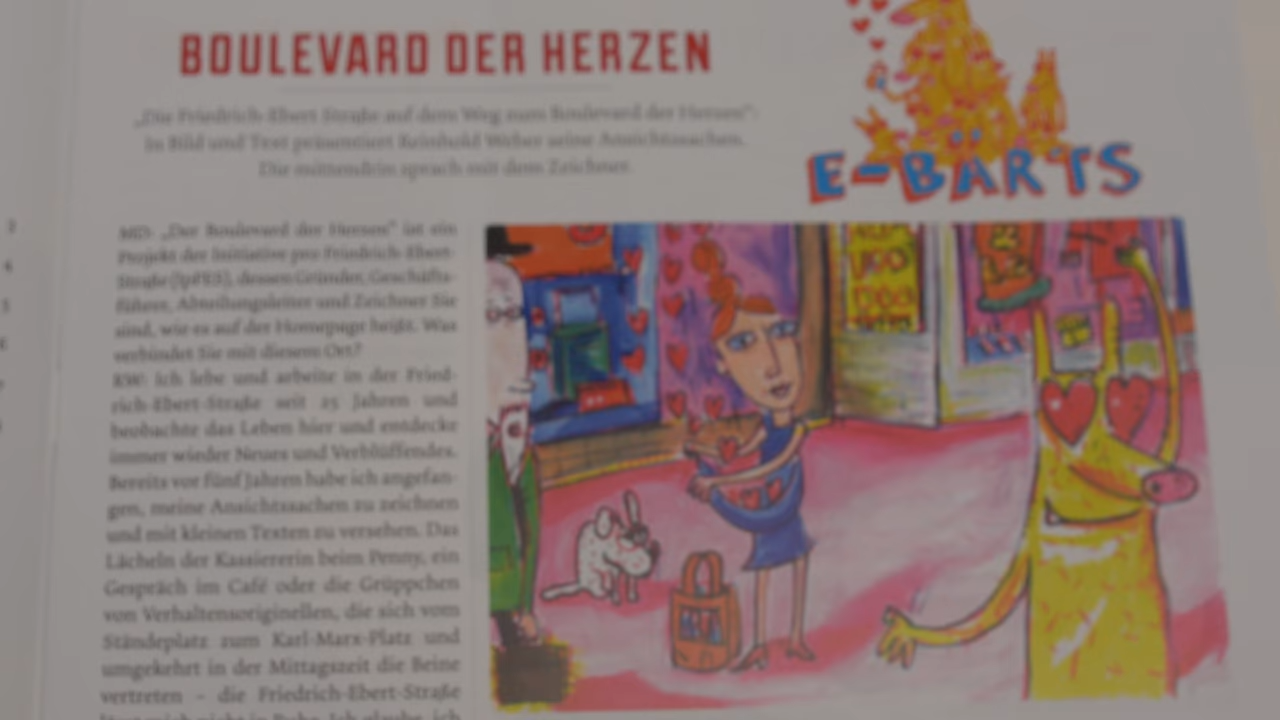 BOULEVARD DER HERZEN
„Die Friedrich-Ebert-Straße auf dem Weg zum Boulevard der Herzen“:
In Bild und Text präsentiert Reinhold Weber seine Ansichtssachen.
Die mittendrin sprach mit dem Zeichner.
E-BÄRTS
MD: „Der Boulevard der Herzen“ ist ein
Projekt der Initiative pro Friedrich-Ebert-
Straße dessen Gründer, Geschäfts-
führer, Abteilungsleiter und Zeichner Sie
sind, wie es auf der Homepage heißt. Was
verbindet Sie mit diesem Ort?
RW: Ich lebe und arbeite in der Fried-
rich-Ebert-Straße seit 25 Jahren und
beobachte das Leben hier und entdecke
immer wieder Neues und Verblüffendes.
Bereits vor fünf Jahren habe ich angefan-
gen, meine Ansichtssachen zu zeichnen
und mit kleinen Texten zu versehen. Das
Lächeln der Kassiererin beim Penny, ein
Gespräch im Café oder die Grüppchen
von Verhaltensoriginellen, die sich vom
Ständeplatz zum Karl-Marx-Platz und
umgekehrt in der Mittagszeit die Beine
vertreten – die Friedrich-Ebert-Straße